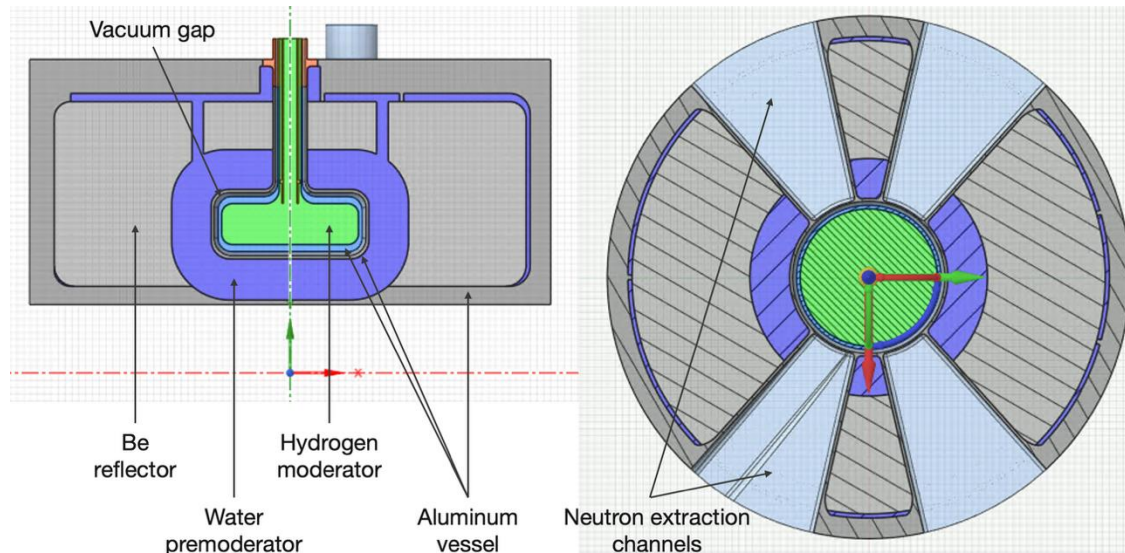 Vacuum gap
x
Be
reflector
Hydrogen
moderator
Water
premoderator
Aluminum
vessel
Neutron extraction
channels